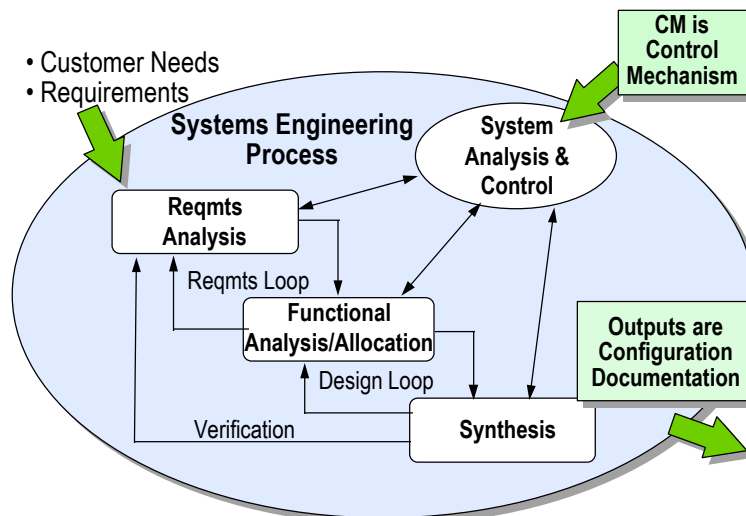 • Customer Needs
• Requirements
CM is
Control
Mechanism
Systems Engineering
Process
System
Analysis &
Control
Reqmts
Analysis
Reqmts Loop
Functional
Analysis/Allocation
Design Loop
Verification
Synthesis
Outputs are
Configuration
Documentation